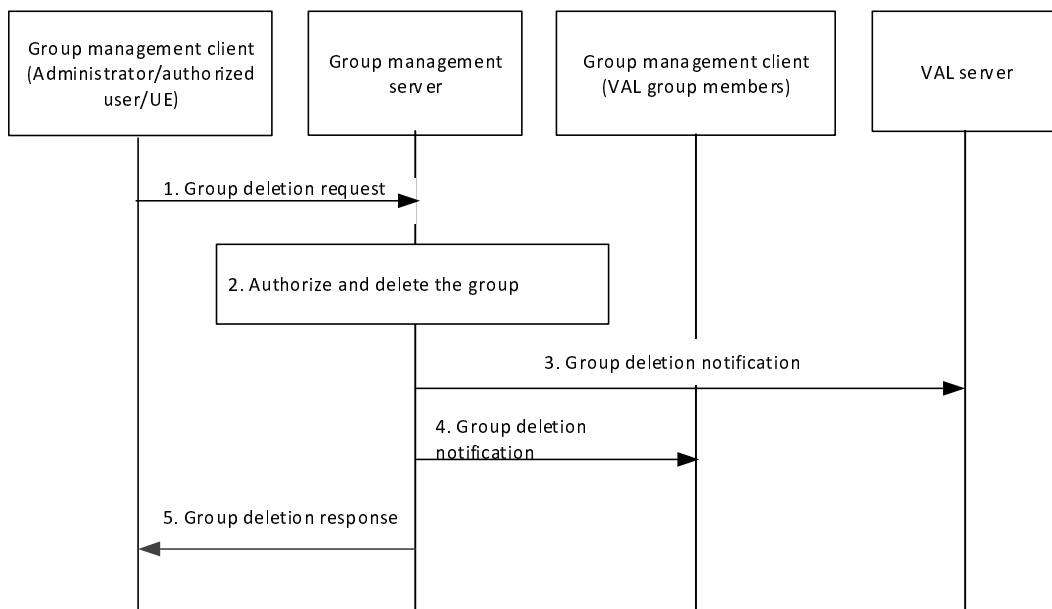 Group management client
(Administrator/authorized
user/UE)
Group management
server
Group management client
(VAL group members)
VAL server
1. Group deletion request
2. Authorize and delete the group
3. Group deletion notification
4. Group deletion
notification
5. Group deletion response